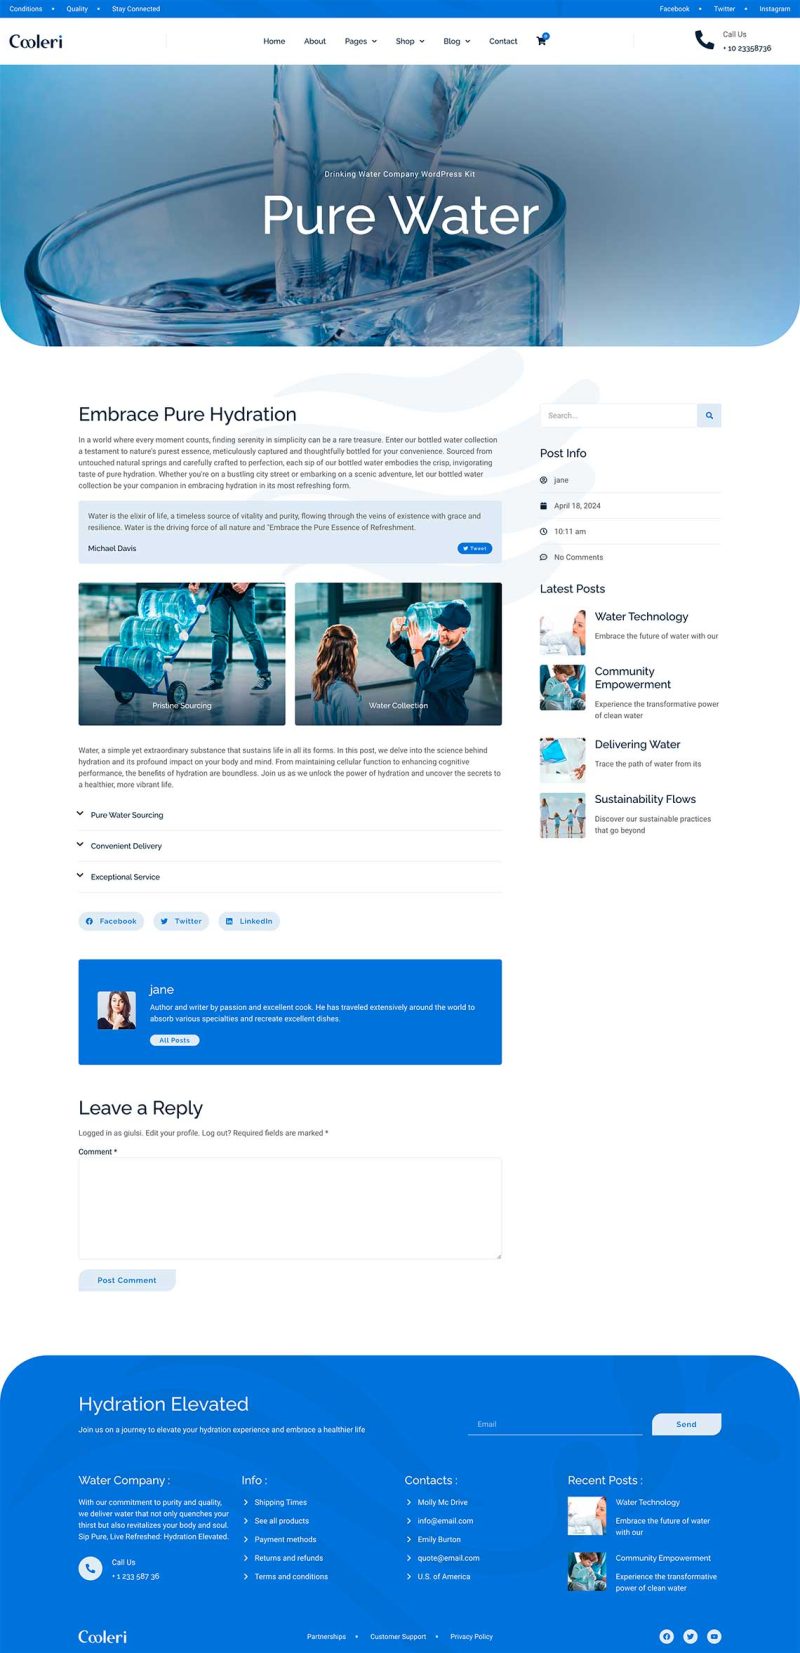 Conditions • Quality • Stay Connected
Facebook • Twitter • Instagram
Cooleri
Home About Pages Shop Blog Contact 0
Call Us
+ 10 23358736
Drinking Water Company WordPress Kit
Pure Water
Embrace Pure Hydration
In a world where every moment counts, finding serenity in simplicity can be a rare treasure. Enter our bottled water collection
a testament to nature's purest essence, meticulously captured and thoughtfully bottled for your convenience. Sourced from
untouched natural springs and carefully crafted to perfection, each sip of our bottled water embodies the crisp, invigorating
taste of pure hydration. Whether you're on a bustling city street or embarking on a scenic adventure, let our bottled water
collection be your companion in embracing hydration in its most refreshing form.
Water is the elixir of life, a timeless source of vitality and purity, flowing through the veins of existence with grace and
resilience. Water is the driving force of all nature and "Embrace the Pure Essence of Refreshment.
Michael Davis
Tweet
Pristine Sourcing
Water Collection
Water, a simple yet extraordinary substance that sustains life in all its forms. In this post, we delve into the science behind
hydration and its profound impact on your body and mind. From maintaining cellular function to enhancing cognitive
performance, the benefits of hydration are boundless. Join us as we unlock the power of hydration and uncover the secrets to
a healthier, more vibrant life.
Pure Water Sourcing
Convenient Delivery
Exceptional Service
Facebook Twitter LinkedIn
jane
Author and writer by passion and excellent cook. He has traveled extensively around the world to
absorb various specialties and recreate excellent dishes.
All Posts
Leave a Reply
Logged in as giulsi. Edit your profile. Log out? Required fields are marked *
Comment *
Post Comment
Search...
Post Info
jane
April 18, 2024
10:11 am
No Comments
Latest Posts
Water Technology
Embrace the future of water with our
Community
Empowerment
Experience the transformative power
of clean water
Delivering Water
Trace the path of water from its
Sustainability Flows
Discover our sustainable practices
that go beyond
Hydration Elevated
Join us on a journey to elevate your hydration experience and embrace a healthier life
Email
Send
Water Company :
With our commitment to purity and quality,
we deliver water that not only quenches your
thirst but also revitalizes your body and soul.
Sip Pure, Live Refreshed: Hydration Elevated.
Call Us
+ 1 233 587 36
Info :
Shipping Times
See all products
Payment methods
Returns and refunds
Terms and conditions
Contacts :
Molly Mc Drive
info@email.com
Emily Burton
quote@email.com
U.S. of America
Recent Posts :
Water Technology
Embrace the future of water
with our
Community Empowerment
Experience the transformative
power of clean water
Cooleri
Partnerships • Customer Support • Privacy Policy